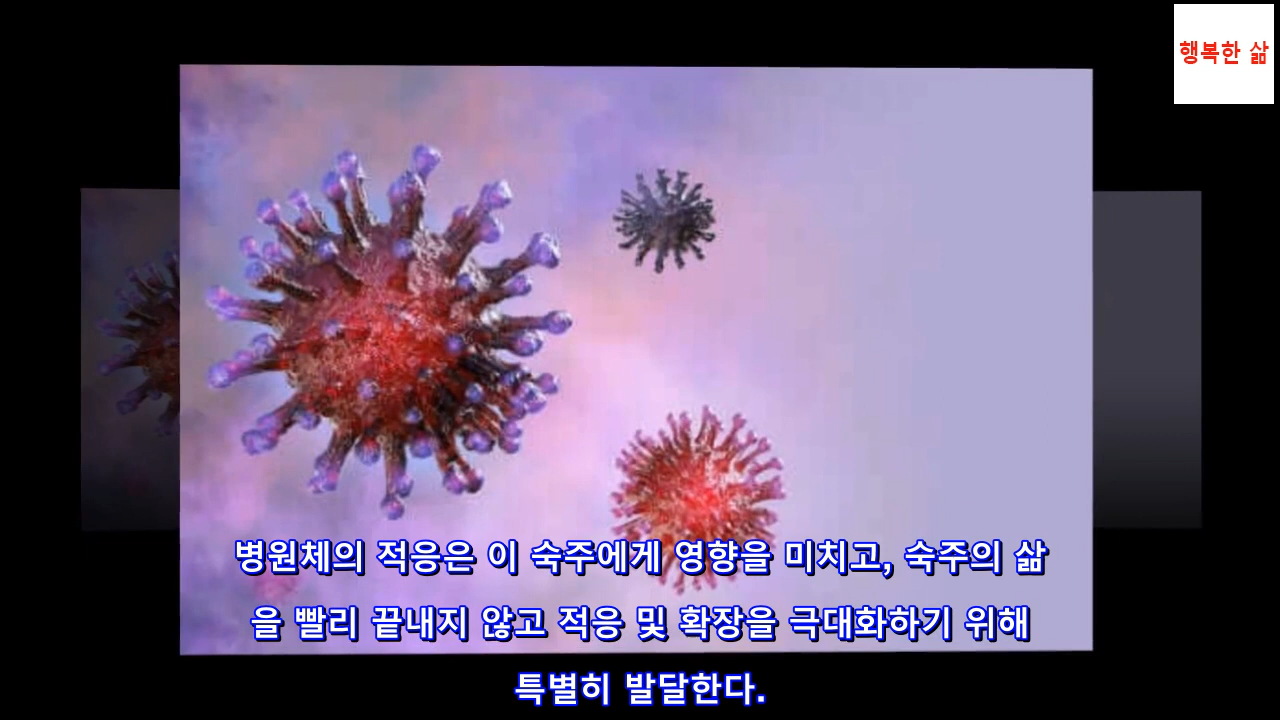 행복한 삶
병원체의 적응은 이 숙주에게 영향을 미치고, 숙주의 삶
을 빨리 끝내지 않고 적응 및 확장을 극대화하기 위해
특별히 발달한다.